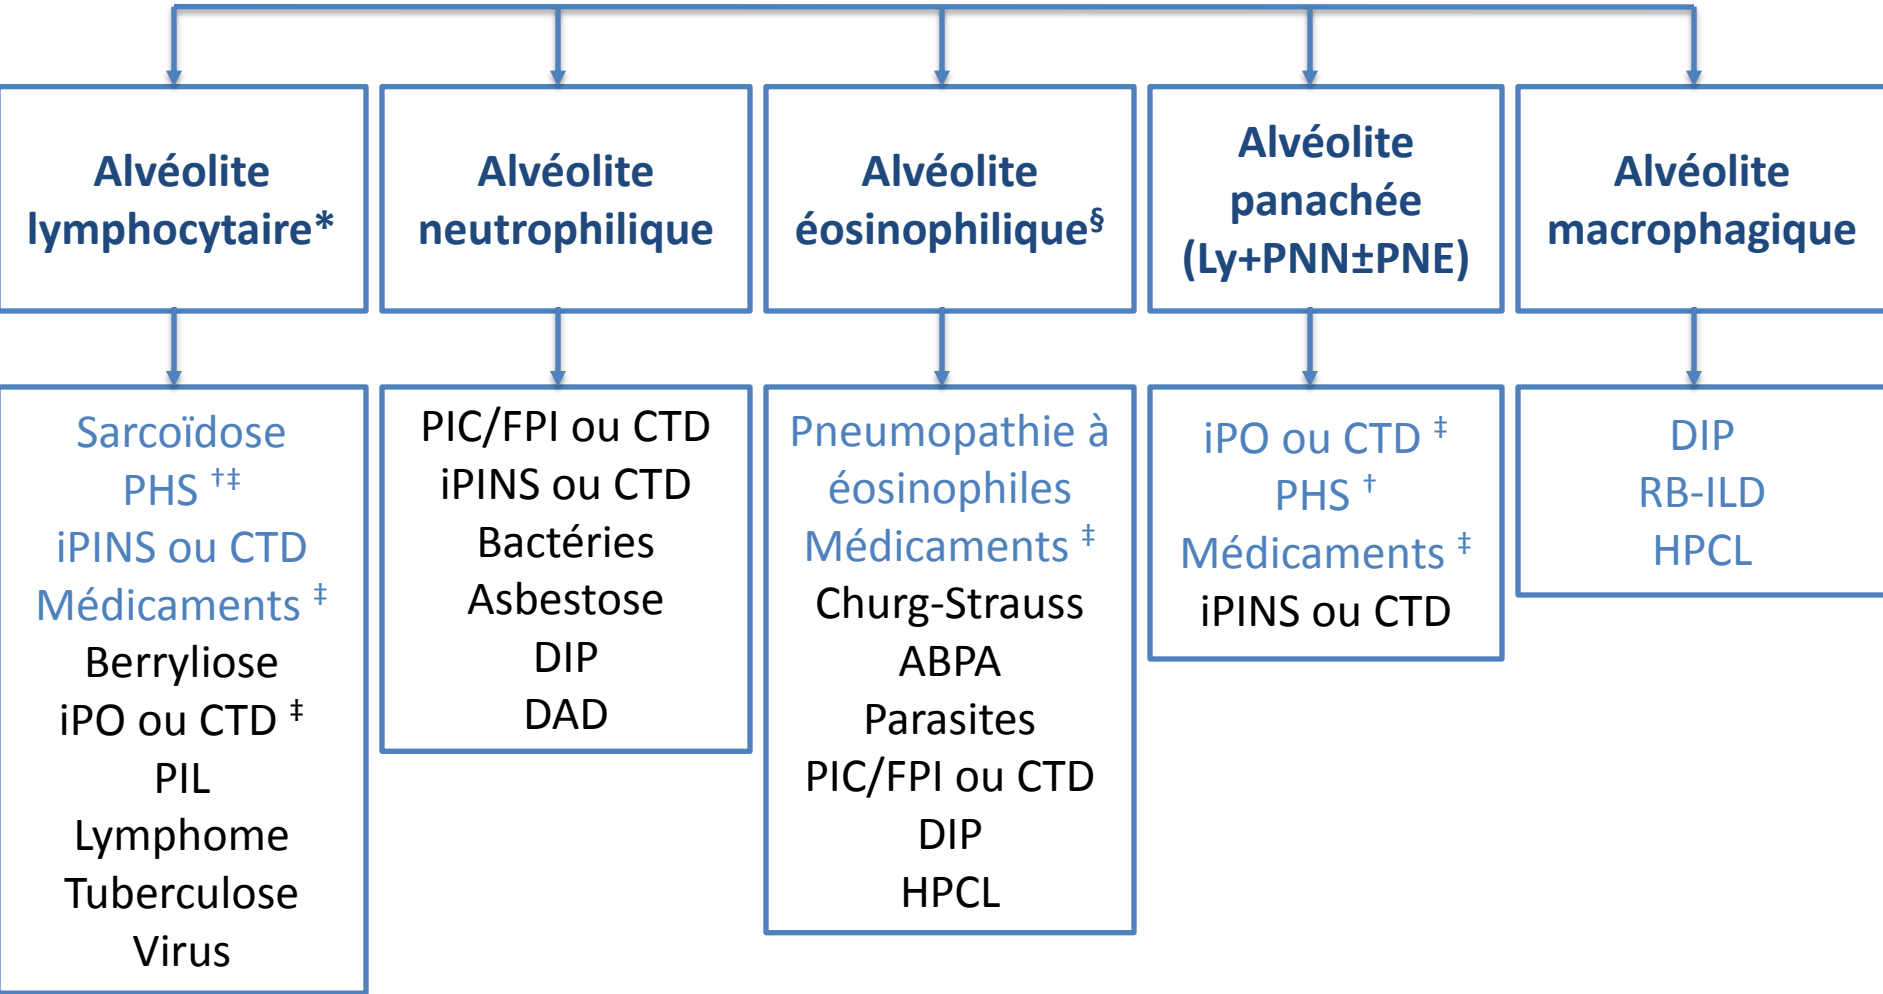 Alvéolite
lymphocytaire*
Alvéolite
neutrophilique
Alvéolite
éosinophilique§
Alvéolite
panachée
(Ly+PNN±PNE)
Alvéolite
macrophagique
Sarcoïdose
PHS †‡
iPINS ou CTD
Médicaments ‡
Berryliose
iPO ou CTD ‡
PIL
Lymphome
Tuberculose
Virus
PIC/FPI ou CTD
iPINS ou CTD
Bactéries
Asbestose
DIP
DAD
Pneumopathie à
éosinophiles
Médicaments ‡
Churg-Strauss
ABPA
Parasites
PIC/FPI ou CTD
DIP
HPCL
iPO ou CTD ‡
PHS †
Médicaments ‡
iPINS ou CTD
DIP
RB-ILD
HPCL